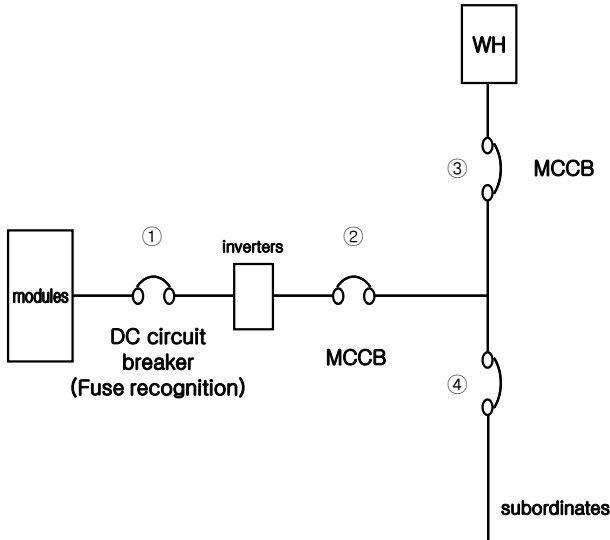 WH
③
MCCB
①
②
inverters
modules
DC circuit
breaker
(Fuse recognition)
MCCB
④
subordinates